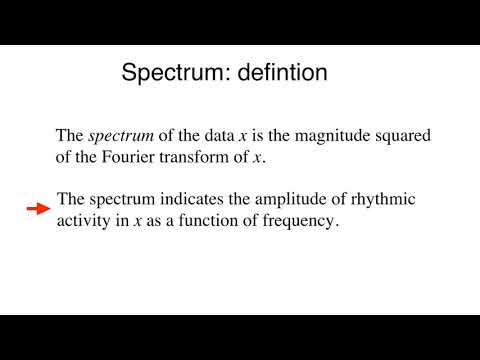 Spectrum: defintion
The spectrum of the data x is the magnitude squared
of the Fourier transform of x.
The spectrum indicates the amplitude of rhythmic
activity in x as a function of frequency.